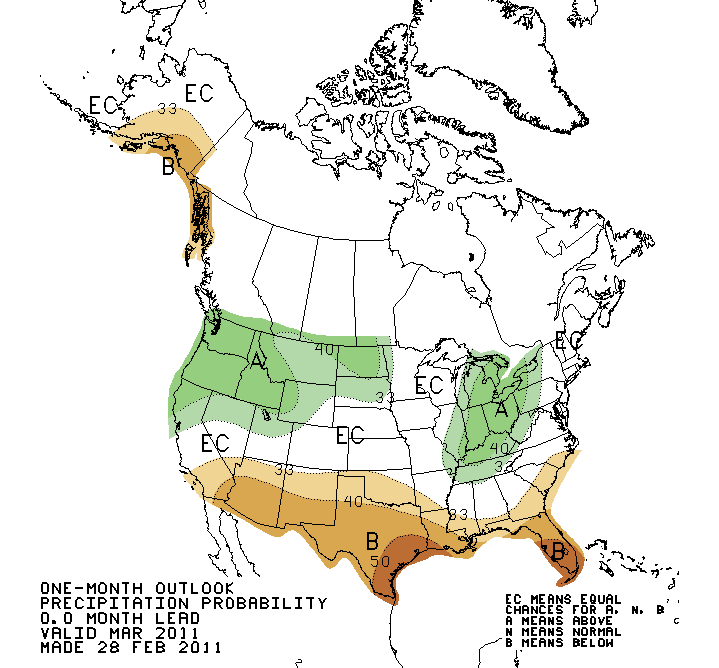 EC
EC
33
B
A
40
EC
EC
33
A
EC
EC
40
33
33
40
33
B
B
50
ONE-MONTH OUTLOOK
PRECIPITATION PROBABILITY
0.0 MONTH LEAD
VALID MAR 2011
MADE 28 FEB 2011
EC MEANS EQUAL
CHANCES FOR A, N, B
A MEANS ABOVE
N MEANS NORMAL
B MEANS BELOW